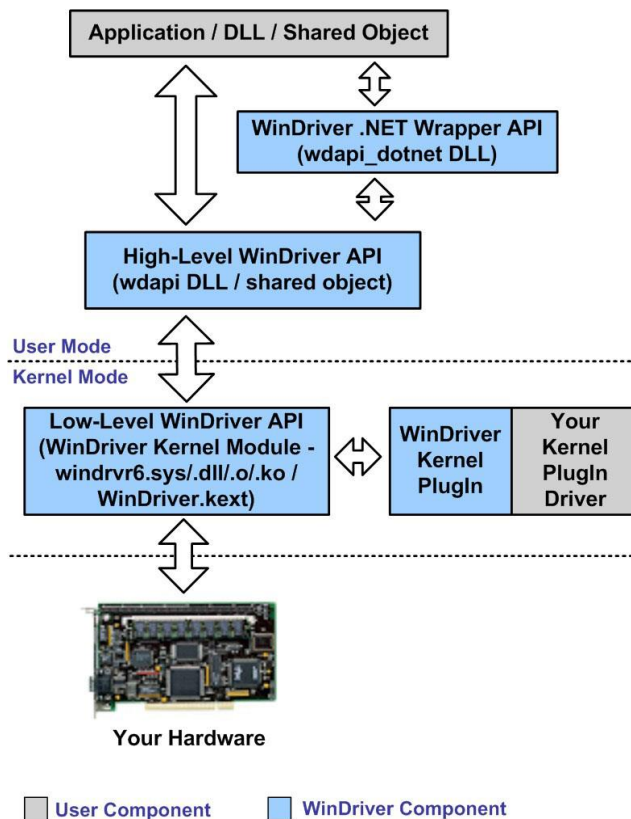 Application / DLL / Shared Object
WinDriver .NET Wrapper API
(wdapi_dotnet DLL)
High-Level WinDriver API
(wdapi DLL / shared object)
User Mode
Kernel Mode
Low-Level WinDriver API
(WinDriver Kernel Module -
windrvr6.sys/.dll/.o/.ko /
WinDriver.kext)
WinDriver
Kernel
PlugIn
Your
Kernel
PlugIn
Driver
Your Hardware
User Component
WinDriver Component